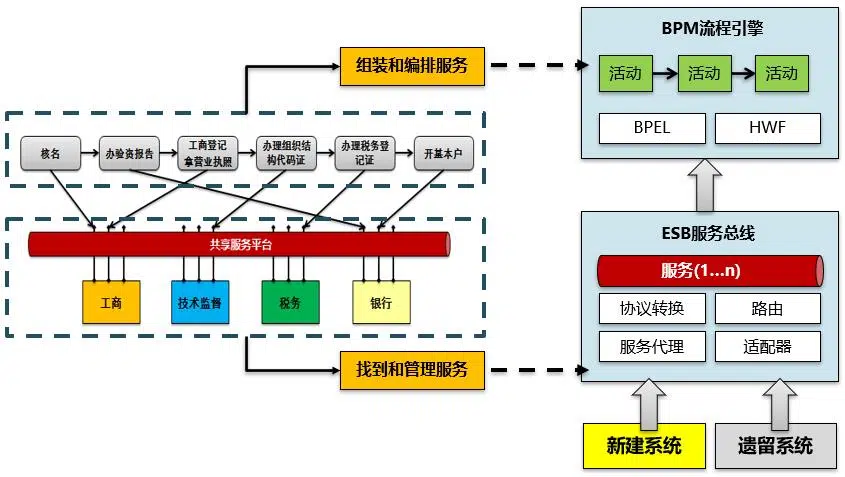 组装和编排服务
核名
办验资报告
工商登记
拿营业执照
办理组织结
构代码证
办理税务登
记证
开基本户
共享服务平台
工商
技术监督
税务
银行
找到和管理服务
BPM流程引擎
活动
活动
活动
BPEL
HWF
ESB服务总线
服务(1...n)
协议转换
路由
服务代理
适配器
新建系统
遗留系统